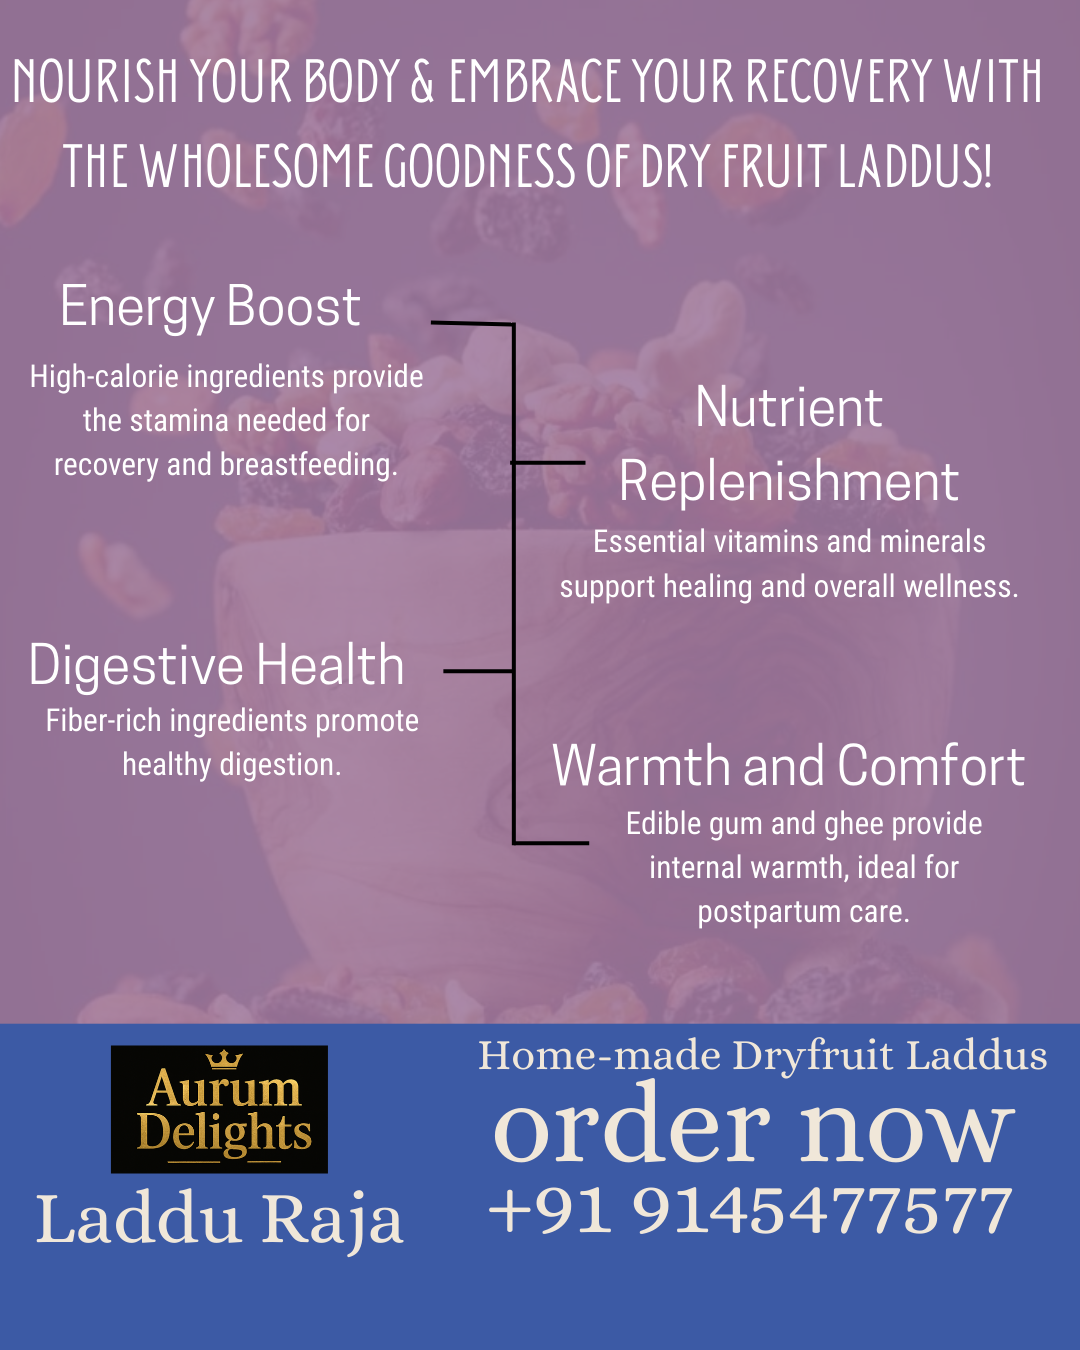 NOURISH YOUR BODY & EMBRACE YOUR RECOVERY WITH
THE WHOLESOME GOODNESS OF DRY FRUIT LADDUS!
Energy Boost
High-calorie ingredients provide
the stamina needed for
recovery and breastfeeding.
Nutrient
Replenishment
Essential vitamins and minerals
support healing and overall wellness.
Digestive Health
Fiber-rich ingredients promote
healthy digestion.
Warmth and Comfort
Edible gum and ghee provide
internal warmth, ideal for
postpartum care.
Aurum
Delights
Laddu Raja
Home-made Dryfruit Laddus
order now
+91 9145477577